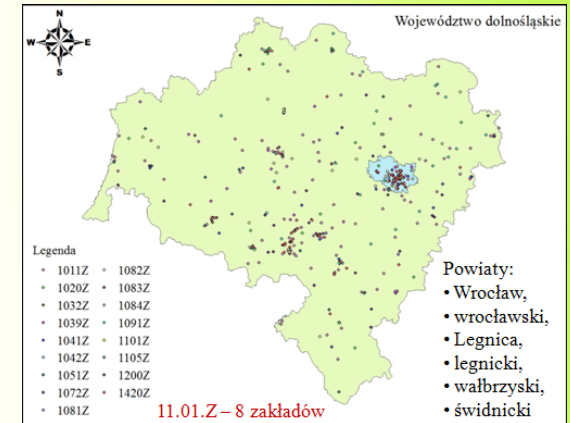 N
W E
S
Województwo dolnośląskie
Legenda
1011Z
1020Z
1032Z
1039Z
1041Z
1042Z
1051Z
1072Z
1081Z
1082Z
1083Z
1084Z
1091Z
1101Z
1105Z
1200Z
1420Z
11.01.Z – 8 zakładów
Powiaty:
• Wrocław,
• wrocławski,
• Legnica,
• legnicki,
• wałbrzyski,
• świdnicki